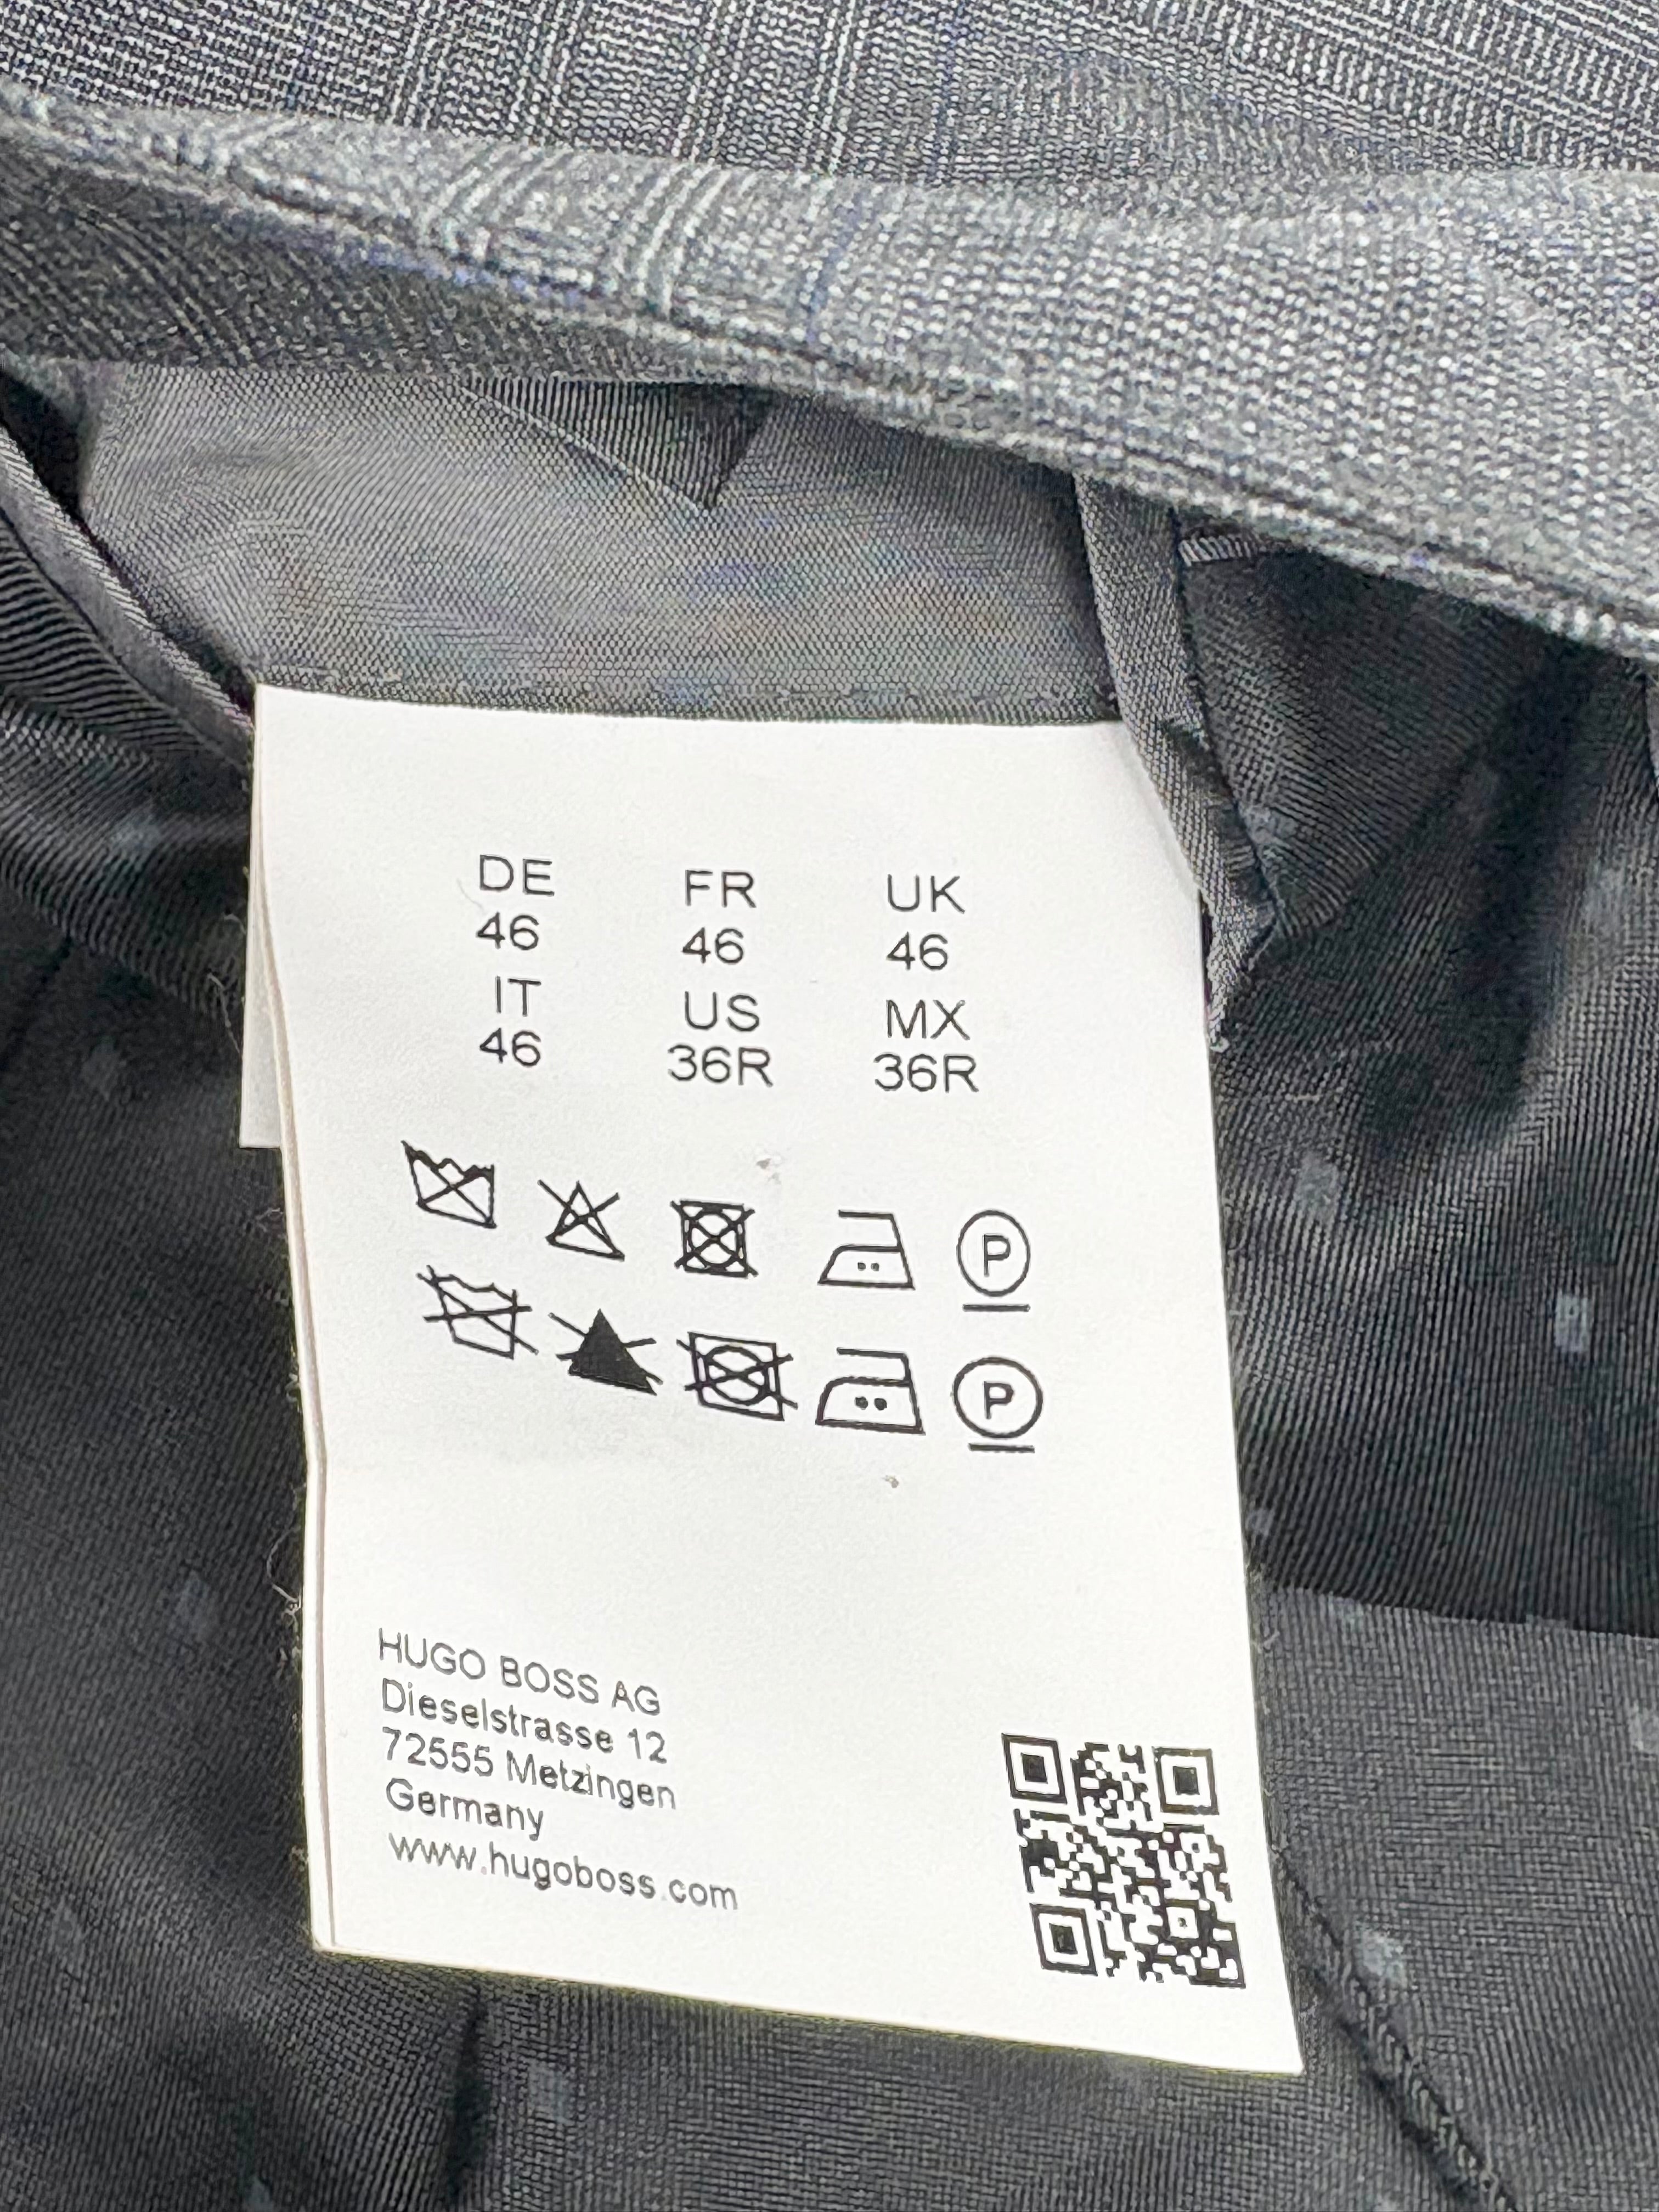 DE FR UK
46 46 46
IT US MX
46 36R 36R
P
P
HUGO BOSS AG
Dieselstrasse 12
72555 Metzingen
Germany
www.hugoboss.com